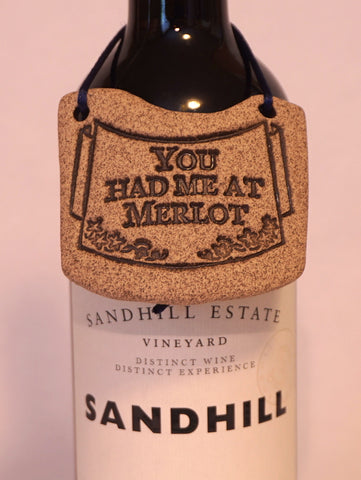 YOU
HAD ME AT
MERLOT
SANDHILL ESTATE
VINEYARD
DISTINCT WINE
DISTINCT EXPERIENCE
SANDHILL